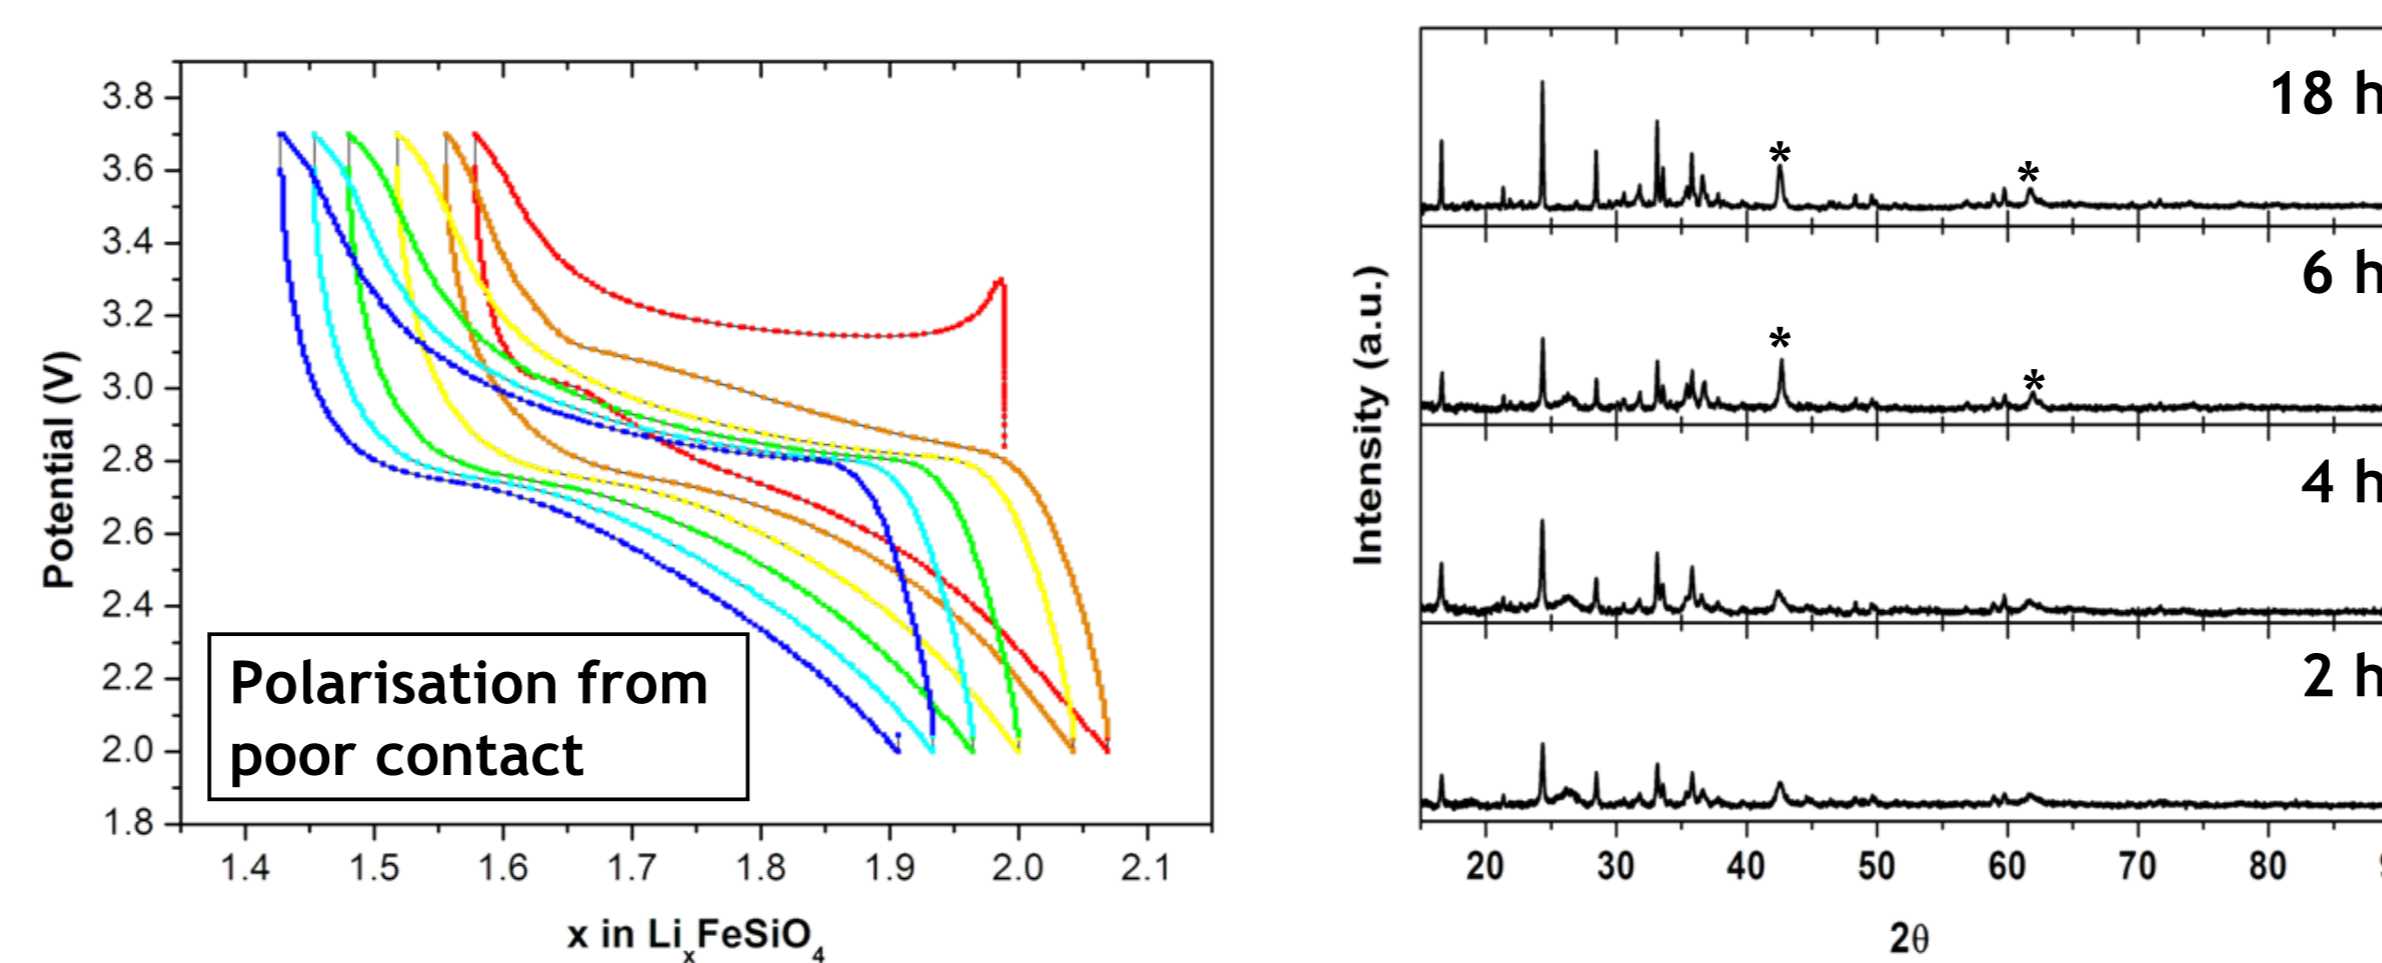 3.8
3.6
3.4
3.2
3.0
2.8
2.6
2.4
2.2
2.0
1.8
Potential (V)
Polarisation from
poor contact
1.4 1.5 1.6 1.7 1.8 1.9 2.0 2.1
x in LiₓFeSiO₄
18 h
* *
6 h
* *
4 h
2 h
Intensity (a.u.)
20 30 40 50 60 70 80
2θ